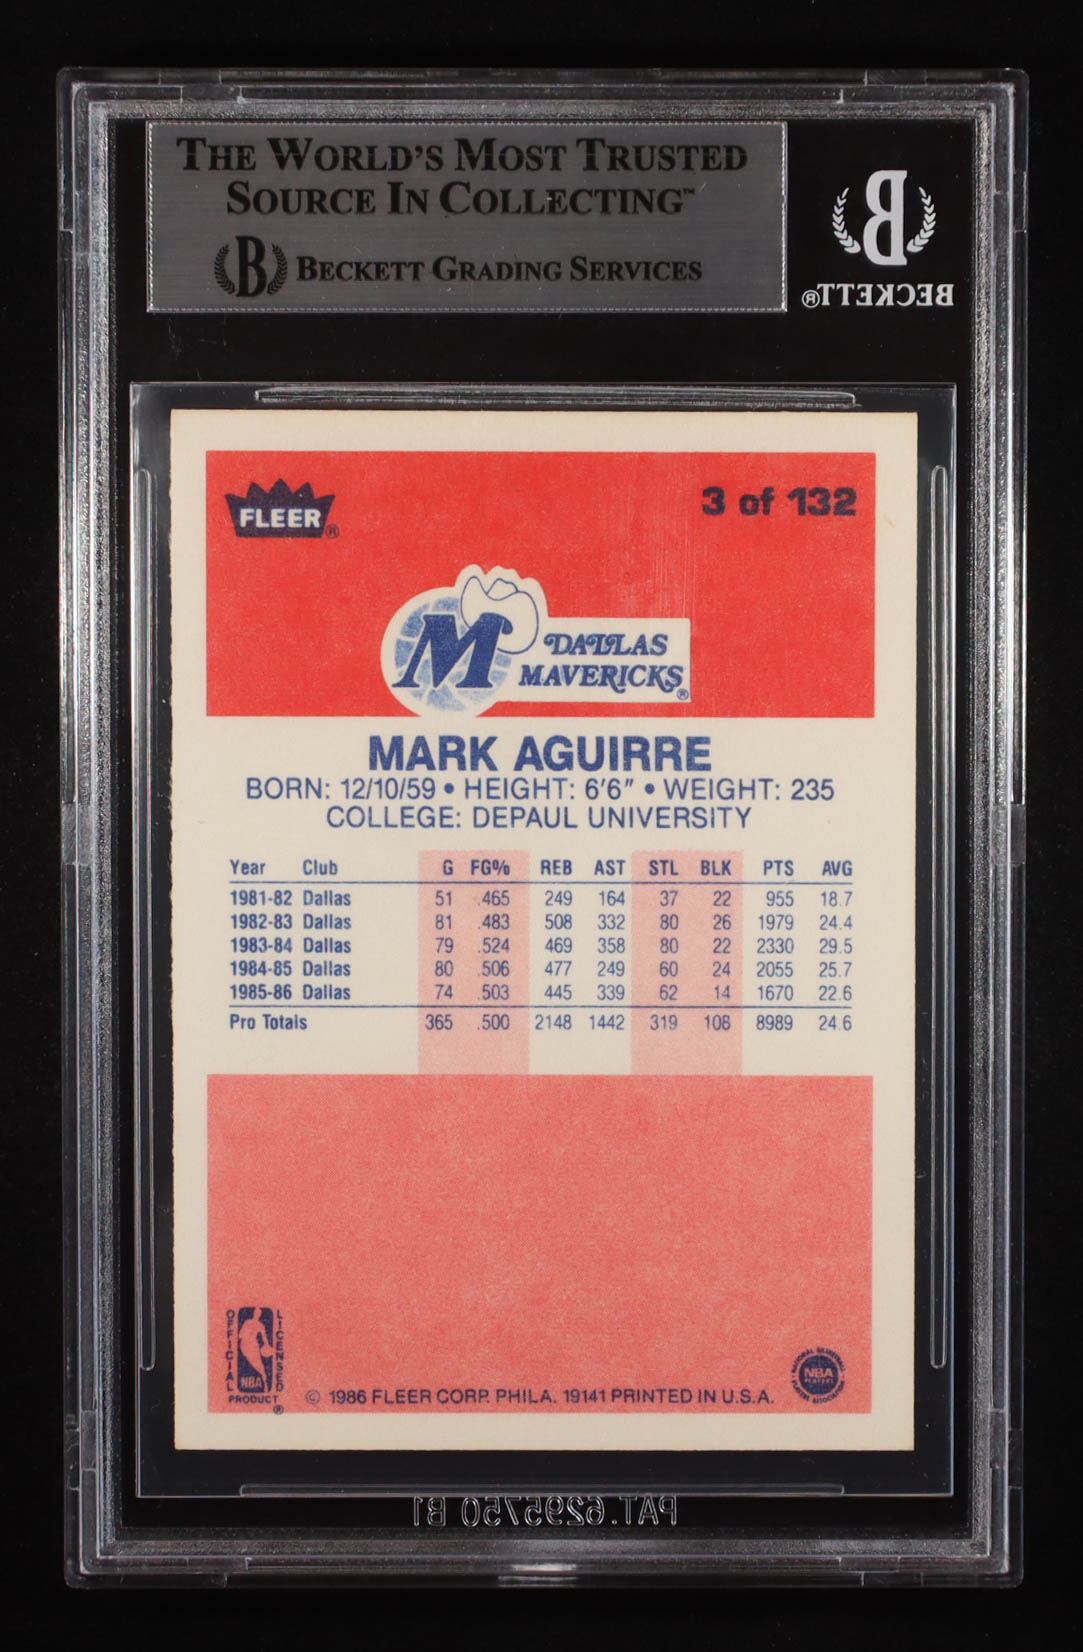 THE WORLD'S MOST TRUSTED
SOURCE IN COLLECTING™
B BECKETT GRADING SERVICES
B
BECKETT®
FLEER®
3 of 132
M DALLAS
MAVERICKS®
MARK AGUIRRE
BORN: 12/10/59 • HEIGHT: 6'6" • WEIGHT: 235
COLLEGE: DEPAUL UNIVERSITY
Year Club G FG% REB AST STL BLK PTS AVG
1981-82 Dallas 51 .465 249 164 37 22 955 18.7
1982-83 Dallas 81 .483 508 332 80 26 1979 24.4
1983-84 Dallas 79 .524 469 358 80 22 2330 29.5
1984-85 Dallas 80 .506 477 249 60 24 2055 25.7
1985-86 Dallas 74 .503 445 339 62 14 1670 22.6
Pro Totals 365 .500 2148 1442 319 108 8989 24.6
OFFICIAL
LICENSED
NBA
PRODUCT®
© 1986 FLEER CORP. PHILA. 19141 PRINTED IN U.S.A.
NATIONAL BASKETBALL
NBA
PLAYERS
PLAYERS ASSOCIATION
PAT.6295750 B1